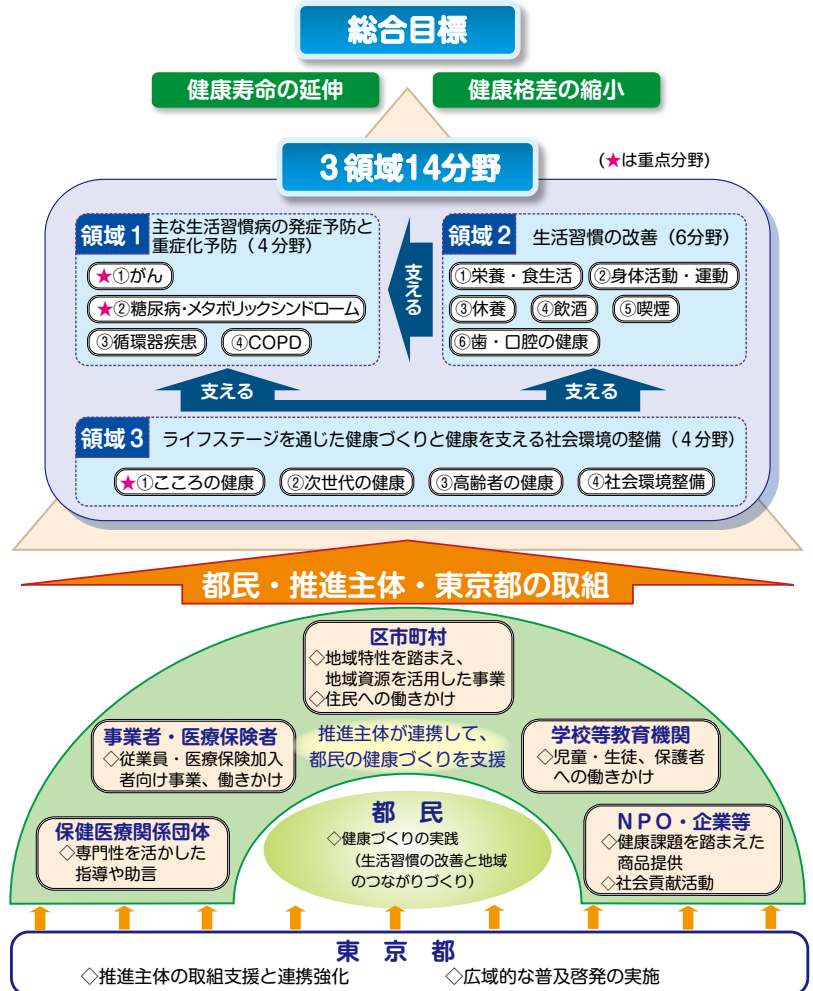 総合目標
健康寿命の延伸
健康格差の縮小
3領域14分野
(★は重点分野)
領域1
主な生活習慣病の発症予防と
重症化予防(4分野)
★①がん
★②糖尿病・メタボリックシンドローム
③循環器疾患
④COPD
支える
領域2
生活習慣の改善(6分野)
①栄養・食生活
②身体活動・運動
③休養
④飲酒
⑤喫煙
⑥歯・口腔の健康
支える
支える
領域3
ライフステージを通じた健康づくりと健康を支える社会環境の整備(4分野)
★①こころの健康
②次世代の健康
③高齢者の健康
④社会環境整備
都民・推進主体・東京都の取組
区市町村
◇地域特性を踏まえ、
地域資源を活用した事業
◇住民への働きかけ
事業者・医療保険者
◇従業員・医療保険加入
者向け事業、働きかけ
推進主体が連携して、
都民の健康づくりを支援
学校等教育機関
◇児童・生徒、保護者
への働きかけ
保健医療関係団体
◇専門性を活かした
指導や助言
都 民
◇健康づくりの実践
(生活習慣の改善と地域
のつながりづくり)
NPO・企業等
◇健康課題を踏まえた
商品提供
◇社会貢献活動
東 京 都
◇推進主体の取組支援と連携強化
◇広域的な普及啓発の実施